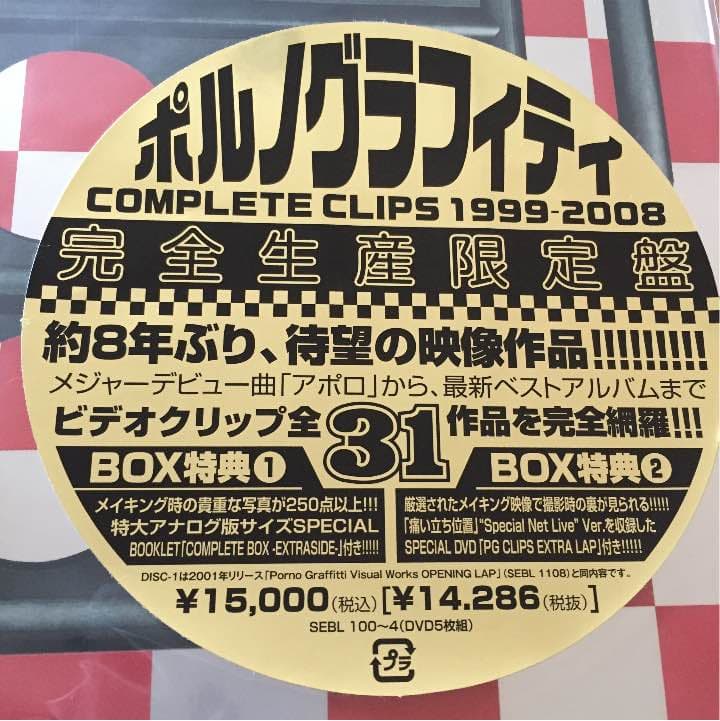 ポルノグラフィティ
COMPLETE CLIPS 1999-2008
完全生産限定盤
約8年ぶり、待望の映像作品!!!!!!!!!
メジャーデビュー曲「アポロ」から、最新ベストアルバムまで
ビデオクリップ全31作品を完全網羅!!!
BOX特典❶
メイキング時の貴重な写真が250点以上!!!
特大アナログ版サイズSPECIAL
BOOKLET「COMPLETE BOX -EXTRASIDE-」付き!!!!!
BOX特典❷
厳選されたメイキング映像で撮影時の裏が見られる!!!!!
「痛い立ち位置」"Special Net Live" Ver.を収録した
SPECIAL DVD「PG CLIPS EXTRA LAP」付き!!!!!
DISC-1は2001年リリース「Porno Graffitti Visual Works OPENING LAP」(SEBL 1108)と同内容です。
¥15,000(税込)[¥14.286(税抜)]
SEBL 100〜4(DVD5枚組)
プラ